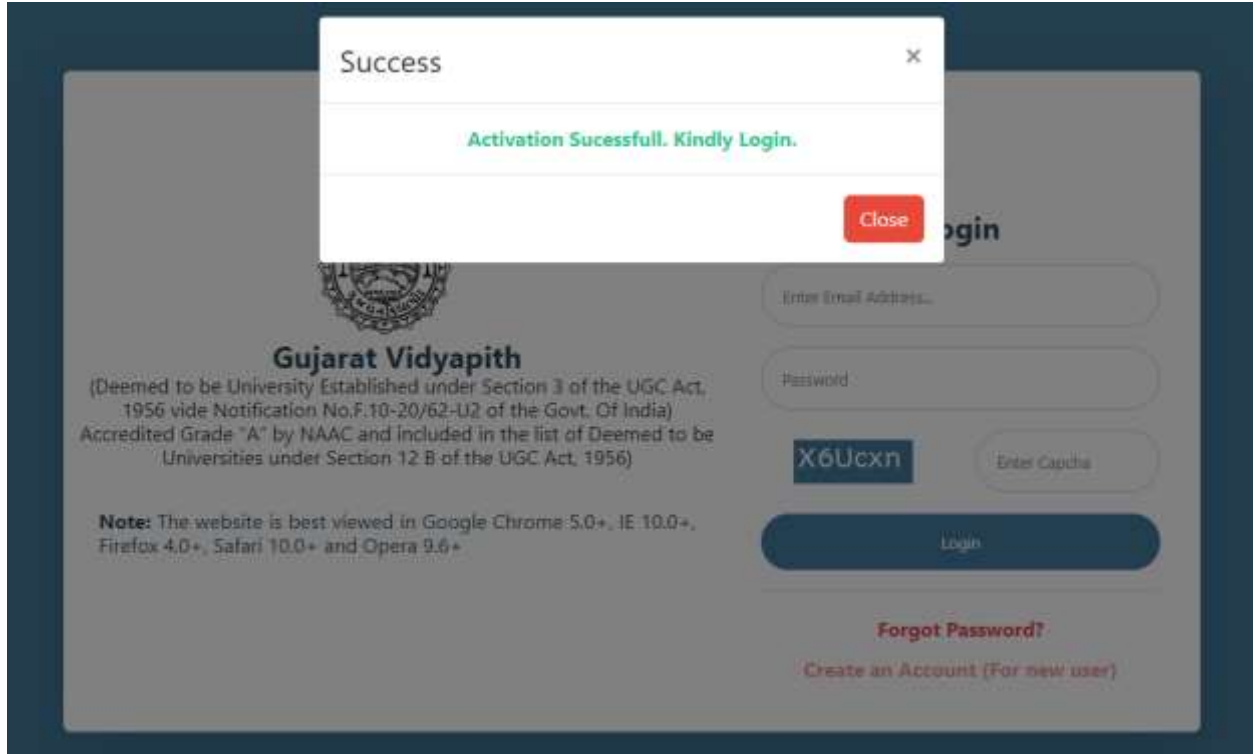 Success
×
Activation Sucessfull. Kindly Login.
Close
ogin
Enter Email Address...
Gujarat Vidyapith
(Deemed to be University Established under Section 3 of the UGC Act,
1956 vide Notification No.F.10-20/62-U2 of the Govt. Of India)
Accredited Grade "A" by NAAC and included in the list of Deemed to be
Universities under Section 12 B of the UGC Act, 1956)
Password
X6Ucxn
Enter Capcha
Note: The website is best viewed in Google Chrome 5.0+, IE 10.0+,
Firefox 4.0+, Safari 10.0+ and Opera 9.6+
Login
Forgot Password?
Create an Account (For new user)